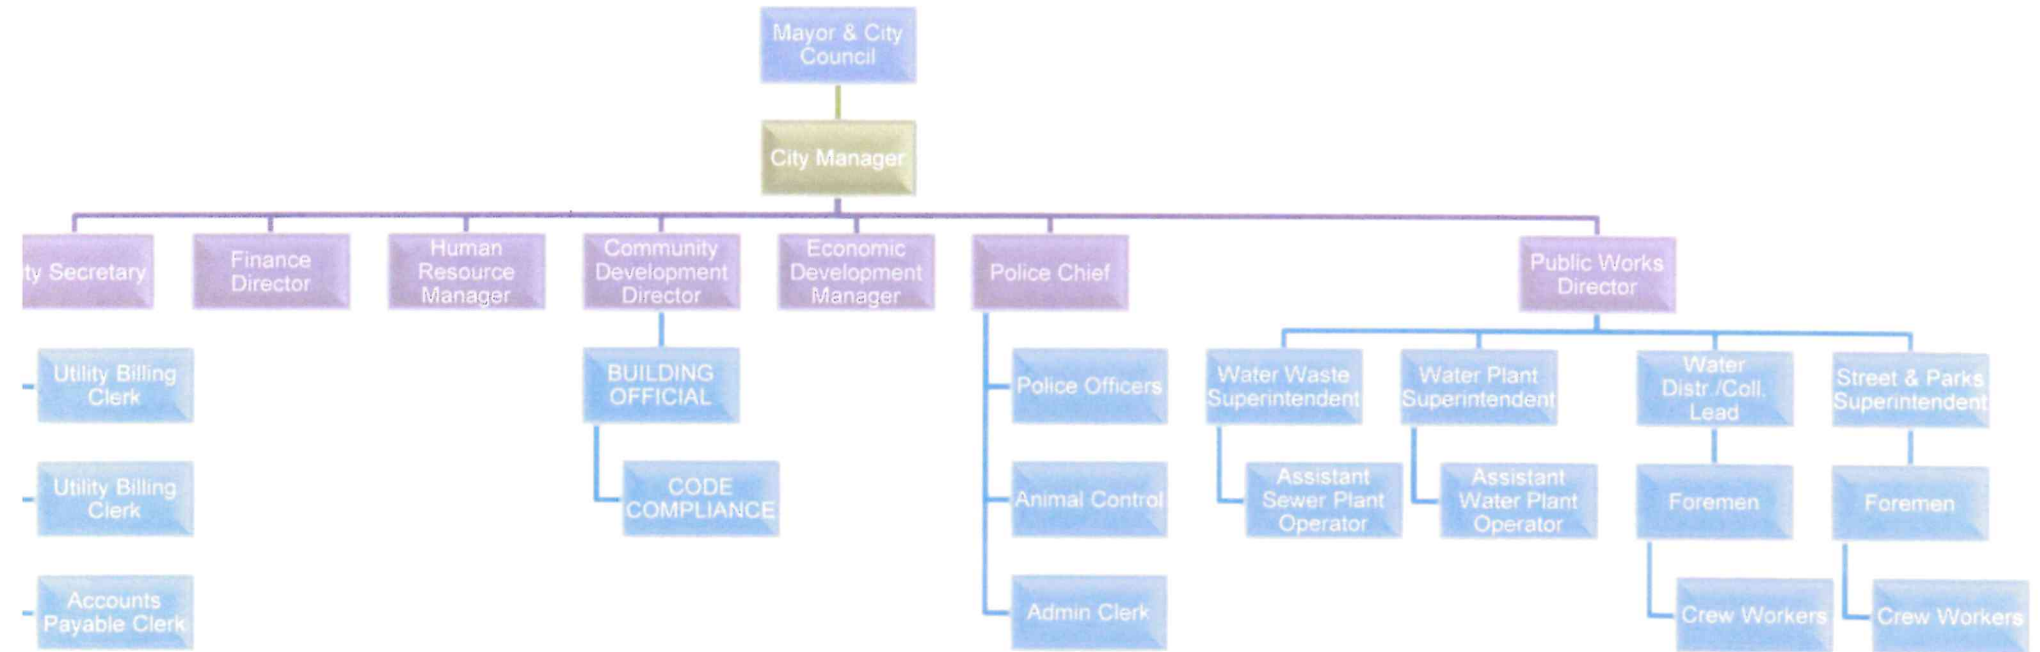 Mayor & City
Council
City Manager
ty Secretary
Finance
Director
Human
Resource
Manager
Community
Development
Director
Economic
Development
Manager
Police Chief
Public Works
Director
Utility Billing
Clerk
BUILDING
OFFICIAL
Police Officers
Water Waste
Superintendent
Water Plant
Superintendent
Water
Distr./Coll.
Lead
Street & Parks
Superintendent
Utility Billing
Clerk
CODE
COMPLIANCE
Animal Control
Assistant
Sewer Plant
Operator
Assistant
Water Plant
Operator
Foremen
Foremen
Accounts
Payable Clerk
Admin Clerk
Crew Workers
Crew Workers